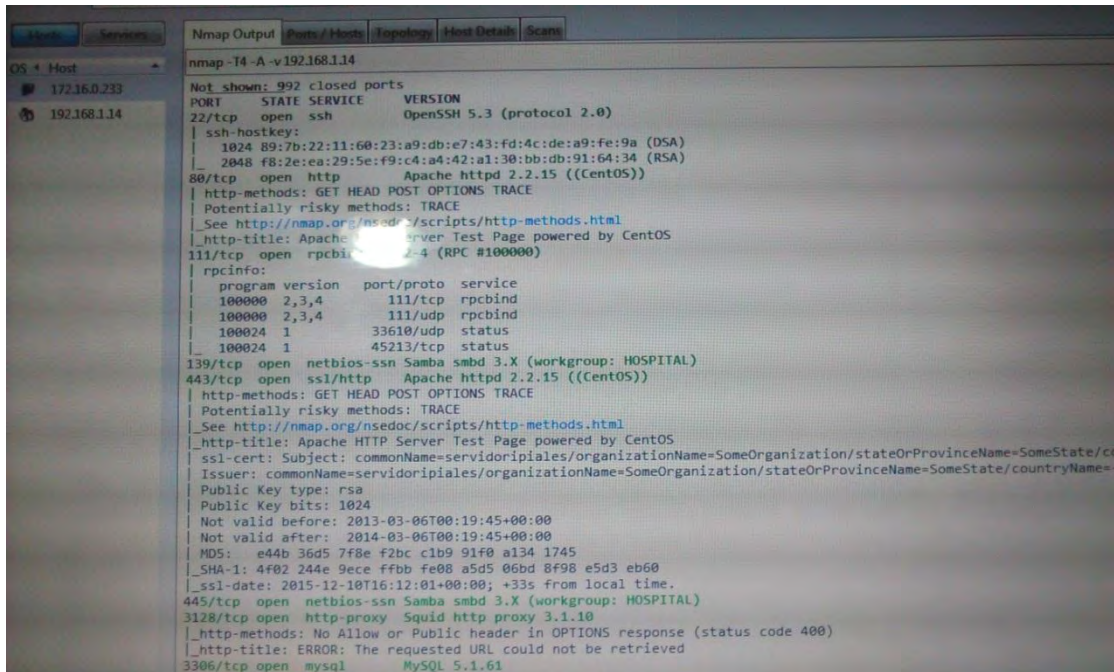 Hosts
Services
Nmap Output
Ports / Hosts
Topology
Host Details
Scans
nmap -T4 -A -v 192.168.1.14
OS
Host
172.16.0.233
192.168.1.14
Not shown: 992 closed ports
PORT STATE SERVICE VERSION
22/tcp open ssh OpenSSH 5.3 (protocol 2.0)
| ssh-hostkey:
| 1024 89:7b:22:11:60:23:a9:db:e7:43:fd:4c:de:a9:fe:9a (DSA)
|_ 2048 f8:2e:ea:29:5e:f9:c4:a4:42:a1:30:bb:db:91:64:34 (RSA)
80/tcp open http Apache httpd 2.2.15 ((CentOS))
| http-methods: GET HEAD POST OPTIONS TRACE
| Potentially risky methods: TRACE
|_See http://nmap.org/nsedoc/scripts/http-methods.html
|_http-title: Apache Server Test Page powered by CentOS
111/tcp open 2-4 (RPC #100000)
| rpcinfo:
| program version port/proto service
| 100000 2,3,4 111/tcp rpcbind
| 100000 2,3,4 111/udp rpcbind
| 100024 1 33610/udp status
|_ 100024 1 45213/tcp status
139/tcp open netbios-ssn Samba smbd 3.X (workgroup: HOSPITAL)
443/tcp open ssl/http Apache httpd 2.2.15 ((CentOS))
| http-methods: GET HEAD POST OPTIONS TRACE
| Potentially risky methods: TRACE
|_See http://nmap.org/nsedoc/scripts/http-methods.html
|_http-title: Apache HTTP Server Test Page powered by CentOS
| ssl-cert: Subject: commonName=servidoripiales/organizationName=SomeOrganization/stateOrProvinceName=SomeState/co
| Issuer: commonName=servidoripiales/organizationName=SomeOrganization/stateOrProvinceName=SomeState/countryName=
| Public Key type: rsa
| Public Key bits: 1024
| Not valid before: 2013-03-06T00:19:45+00:00
| Not valid after: 2014-03-06T00:19:45+00:00
| MD5: e44b 36d5 7f8e f2bc c1b9 91f0 a134 1745
|_SHA-1: 4f02 244e 9ece ffbb fe08 a5d5 06bd 8f98 e5d3 eb60
|_ssl-date: 2015-12-10T16:12:01+00:00; +33s from local time.
445/tcp open netbios-ssn Samba smbd 3.X (workgroup: HOSPITAL)
3128/tcp open http-proxy Squid http proxy 3.1.10
|_http-methods: No Allow or Public header in OPTIONS response (status code 400)
|_http-title: ERROR: The requested URL could not be retrieved
3306/tcp open mysql MySQL 5.1.61